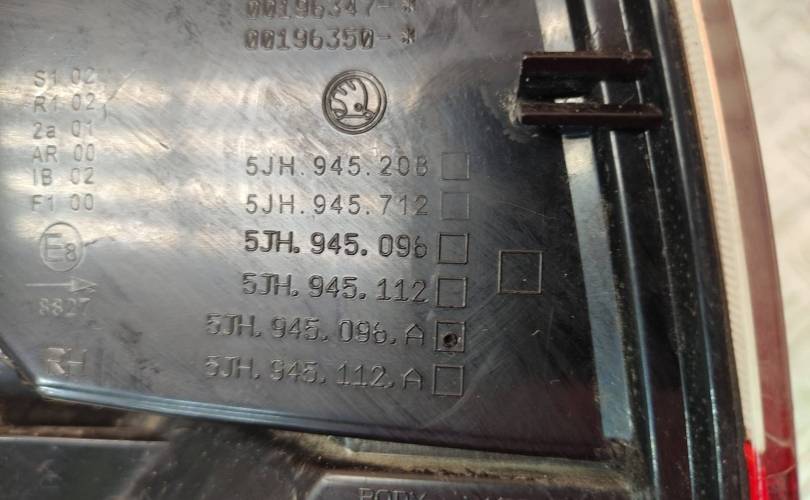 00196347-*
00196350-*
S1 02
R1 02
2a 01
AR 00
IB 02
F1 00
E8
8827
RH
5JH.945.208
5JH.945.712
5JH.945.096
5JH.945.112
5JH.945.096.A
5JH.945.112.A